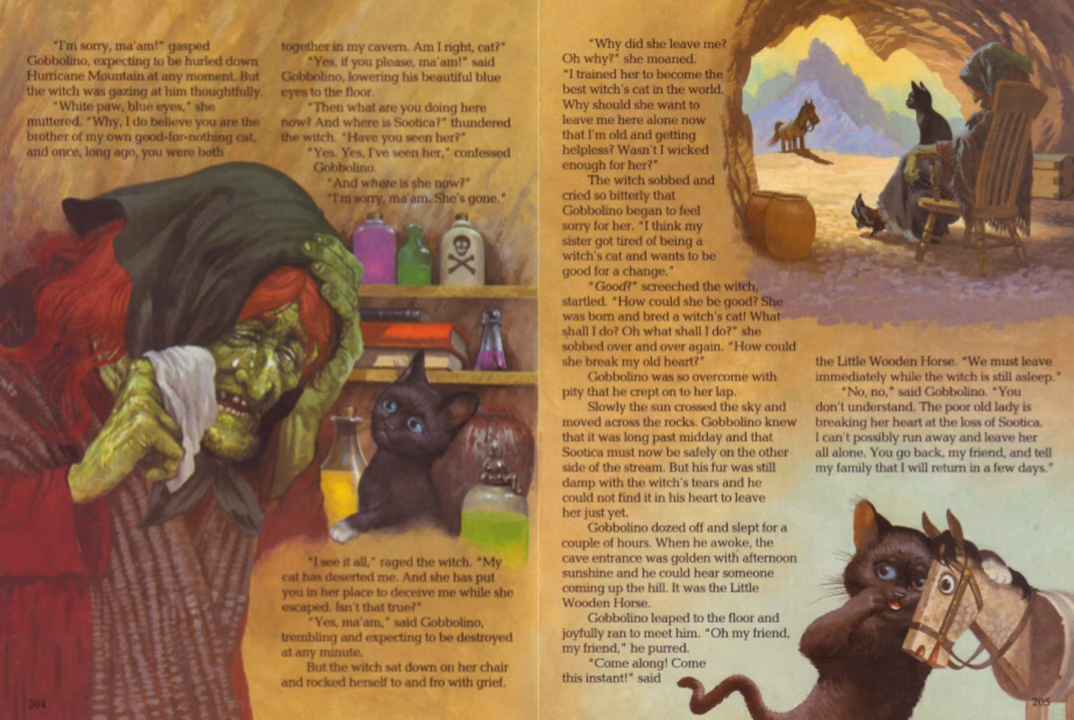 "I'm sorry, ma'am!" gasped
Gobbolino, expecting to be hurled down
Hurricane Mountain at any moment. But
the witch was gazing at him thoughtfully.
"White paw, blue eyes," she
muttered. "Why, I do believe you are the
brother of my own good-for-nothing cat,
and once, long ago, you were both
together in my cavern. Am I right, cat?"
"Yes, if you please, ma'am!" said
Gobbolino, lowering his beautiful blue
eyes to the floor.
"Then what are you doing here
now? And where is Sootica?" thundered
the witch. "Have you seen her?"
"Yes. Yes, I've seen her," confessed
Gobbolino.
"And where is she now?"
"I'm sorry, ma'am. She's gone."
"I see it all," raged the witch. "My
cat has deserted me. And she has put
you in her place to deceive me while she
escaped. Isn't that true?"
"Yes, ma'am," said Gobbolino,
trembling and expecting to be destroyed
at any minute.
But the witch sat down on her chair
and rocked herself to and fro with grief.
204
"Why did she leave me?
Oh why?" she moaned.
"I trained her to become the
best witch's cat in the world.
Why should she want to
leave me here alone now
that I'm old and getting
helpless? Wasn't I wicked
enough for her?"
The witch sobbed and
cried so bitterly that
Gobbolino began to feel
sorry for her. "I think my
sister got tired of being a
witch's cat and wants to be
good for a change."
"Good?" screeched the witch,
startled. "How could she be good? She
was born and bred a witch's cat! What
shall I do? Oh what shall I do?" she
sobbed over and over again. "How could
she break my old heart?"
Gobbolino was so overcome with
pity that he crept on to her lap.
Slowly the sun crossed the sky and
moved across the rocks. Gobbolino knew
that it was long past midday and that
Sootica must now be safely on the other
side of the stream. But his fur was still
damp with the witch's tears and he
could not find it in his heart to leave
her just yet.
Gobbolino dozed off and slept for a
couple of hours. When he awoke, the
cave entrance was golden with afternoon
sunshine and he could hear someone
coming up the hill. It was the Little
Wooden Horse.
Gobbolino leaped to the floor and
joyfully ran to meet him. "Oh my friend,
my friend," he purred.
"Come along! Come
this instant!" said
the Little Wooden Horse. "We must leave
immediately while the witch is still asleep."
"No, no," said Gobbolino. "You
don't understand. The poor old lady is
breaking her heart at the loss of Sootica.
I can't possibly run away and leave her
all alone. You go back, my friend, and tell
my family that I will return in a few days."
205